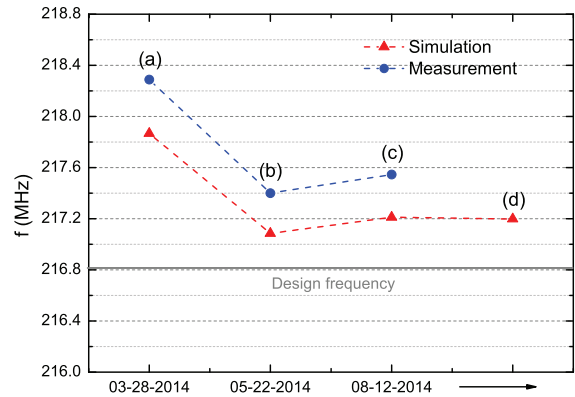 218.8
218.4
218.0
217.6
217.2
216.8
216.4
216.0
f (MHz)
Simulation
Measurement
(a)
(b)
(c)
(d)
Design frequency
03-28-2014
05-22-2014
08-12-2014